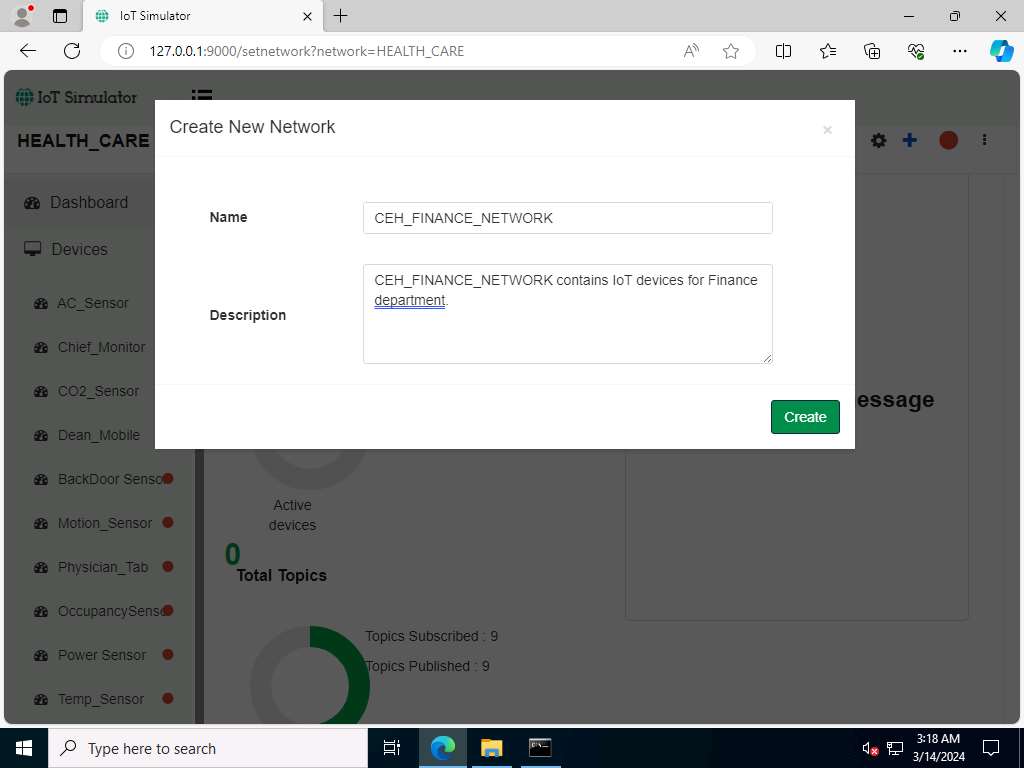 IoT Simulator
127.0.0.1:9000/setnetwork?network=HEALTH_CARE
IoT Simulator
HEALTH_CARE
Create New Network
×
Name
CEH_FINANCE_NETWORK
Description
CEH_FINANCE_NETWORK contains IoT devices for Finance
department.
Create
Dashboard
Devices
AC_Sensor
Chief_Monitor
CO2_Sensor
Dean_Mobile
BackDoor Senso
Motion_Sensor
Physician_Tab
OccupancySenso
Power Sensor
Temp_Sensor
essage
Active
devices
0
Total Topics
Topics Subscribed : 9
Topics Published : 9
Type here to search
3:18 AM
3/14/2024